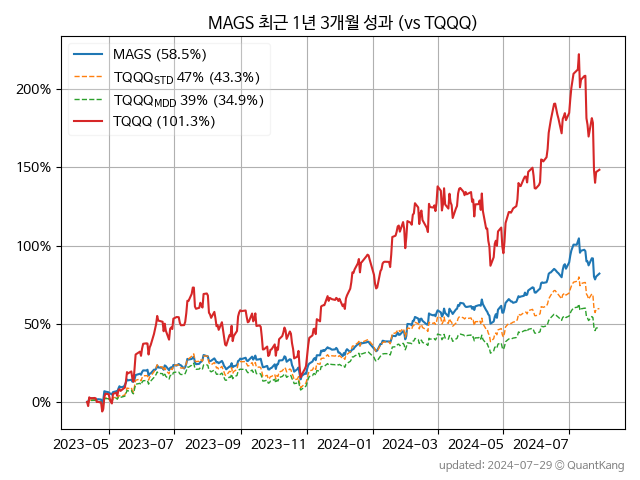 MAGS 최근 1년 3개월 성과 (vs TQQQ)
MAGS (58.5%)
TQQQSTD 47% (43.3%)
TQQQMDD 39% (34.9%)
TQQQ (101.3%)
200%
150%
100%
50%
0%
2023-05 2023-07 2023-09 2023-11 2024-01 2024-03 2024-05 2024-07
updated: 2024-07-29 © QuantKang